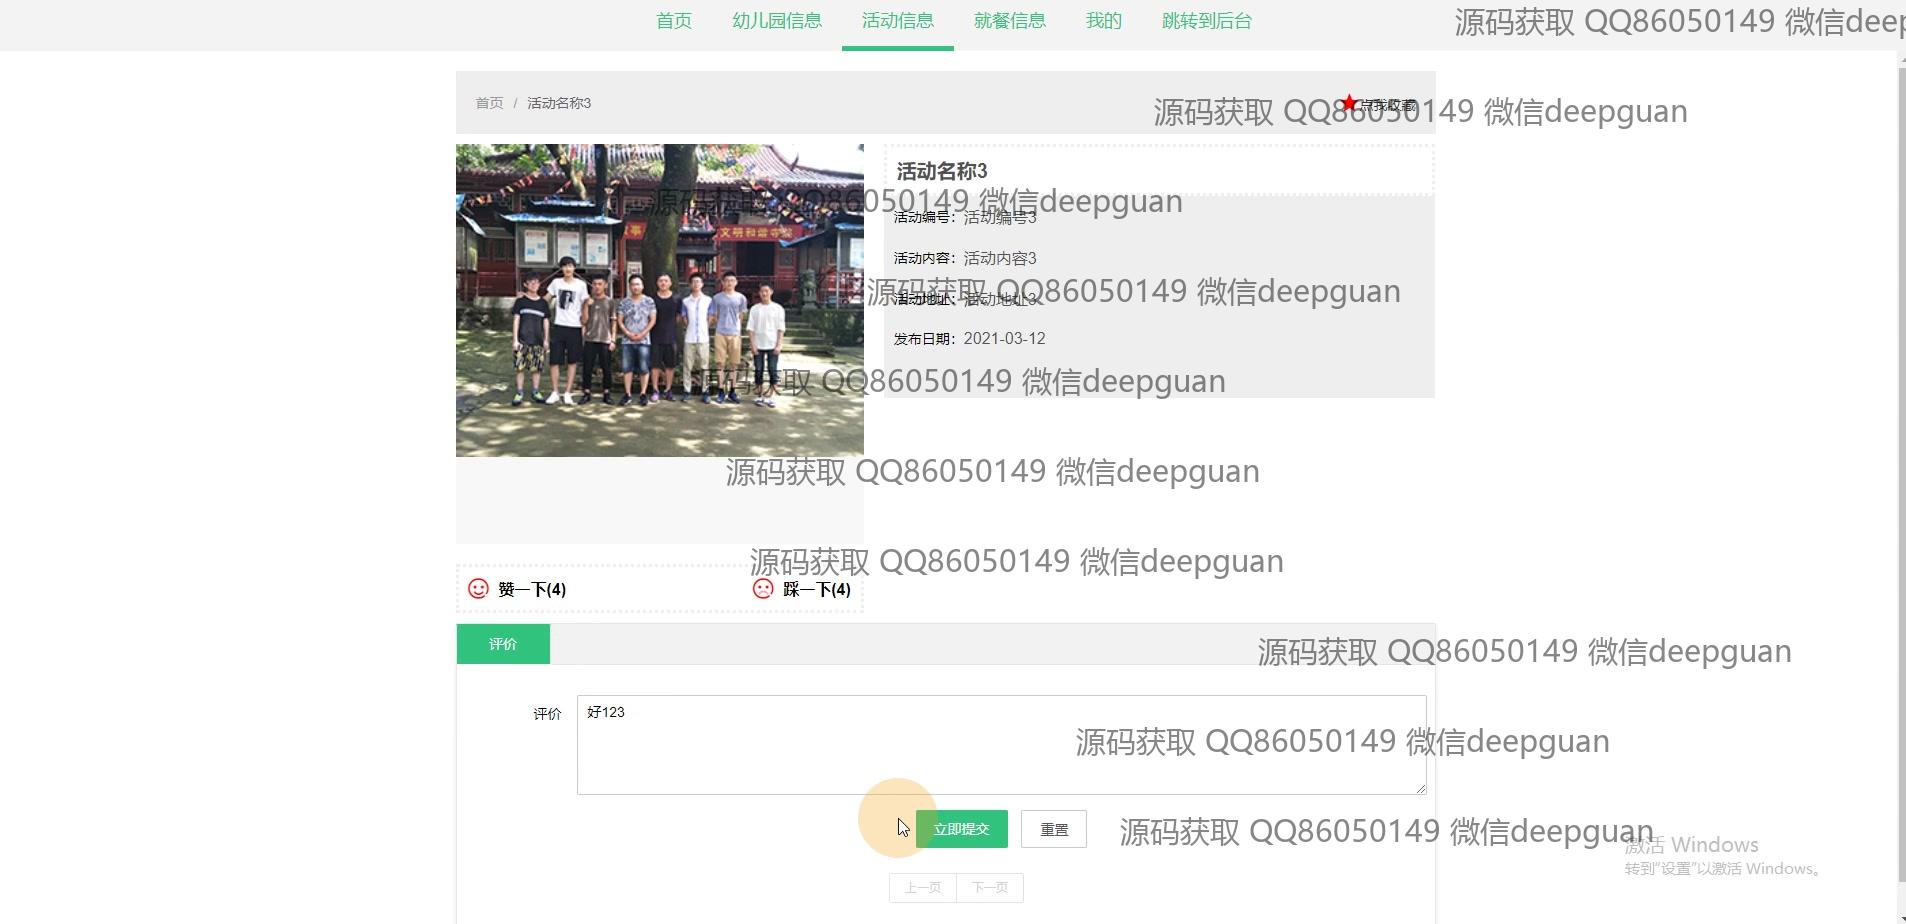 首页 幼儿园信息 活动信息 就餐信息 我的 跳转到后台
源码获取 QQ86050149 微信deep
首页 / 活动名称3
点我收藏
源码获取 QQ86050149 微信deepguan
活动名称3
源码获取 QQ86050149 微信deepguan
活动编号: 活动编号3
活动内容: 活动内容3
源码获取 QQ86050149 微信deepguan
活动地址: 活动地址3
发布日期: 2021-03-12
文明和谐
源码获取 QQ86050149 微信deepguan
源码获取 QQ86050149 微信deepguan
源码获取 QQ86050149 微信deepguan
赞一下(4) 踩一下(4)
评价
源码获取 QQ86050149 微信deepguan
评价 好123
源码获取 QQ86050149 微信deepguan
立即提交 重置
源码获取 QQ86050149 微信deepguan
激活 Windows
转到“设置”以激活 Windows。
上一页 下一页